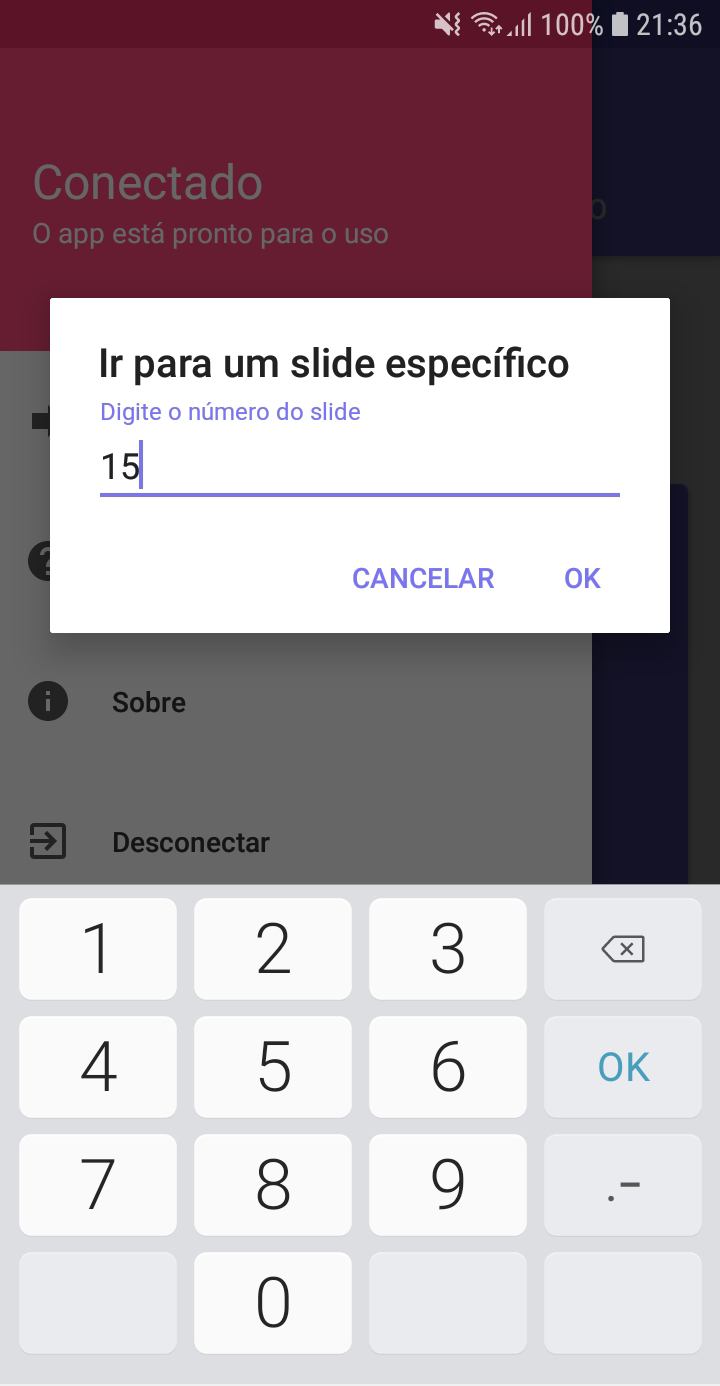 100% 21:36
Conectado
O app está pronto para o uso
o
Ir para um slide específico
Digite o número do slide
15
CANCELAR OK
Sobre
Desconectar
1 2 3
4 5 6 OK
7 8 9 .-
0